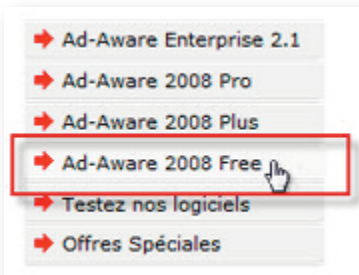 Ad-Aware Enterprise 2.1
Ad-Aware 2008 Pro
Ad-Aware 2008 Plus
Ad-Aware 2008 Free
Testez nos logiciels
Offres Spéciales